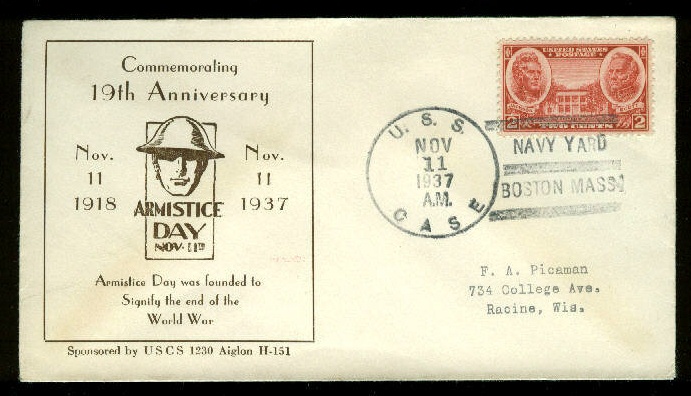 Commemorating
19th Anniversary
Nov. Nov.
11 11
1918 1937
ARMISTICE
DAY
NOV. 11TH
Armistice Day was founded to
Signify the end of the
World War
Sponsored by USCS 1230 Aiglon H-151
UNITED STATES
POSTAGE
2 TWO CENTS 2
U. S. S.
NOV
11
1937
A.M.
CASE
NAVY YARD
BOSTON MASS
F. A. Picaman
734 College Ave.
Racine, Wis.